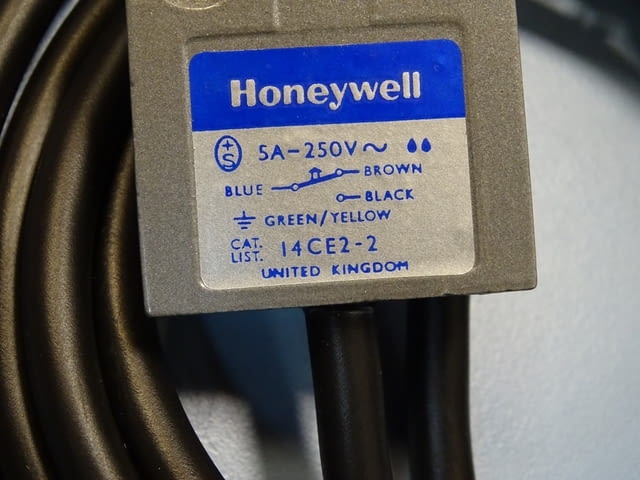 Honeywell
+S 5A-250V~
BLUE BROWN
BLACK
GREEN/YELLOW
CAT. LIST. 14CE2-2
UNITED KINGDOM